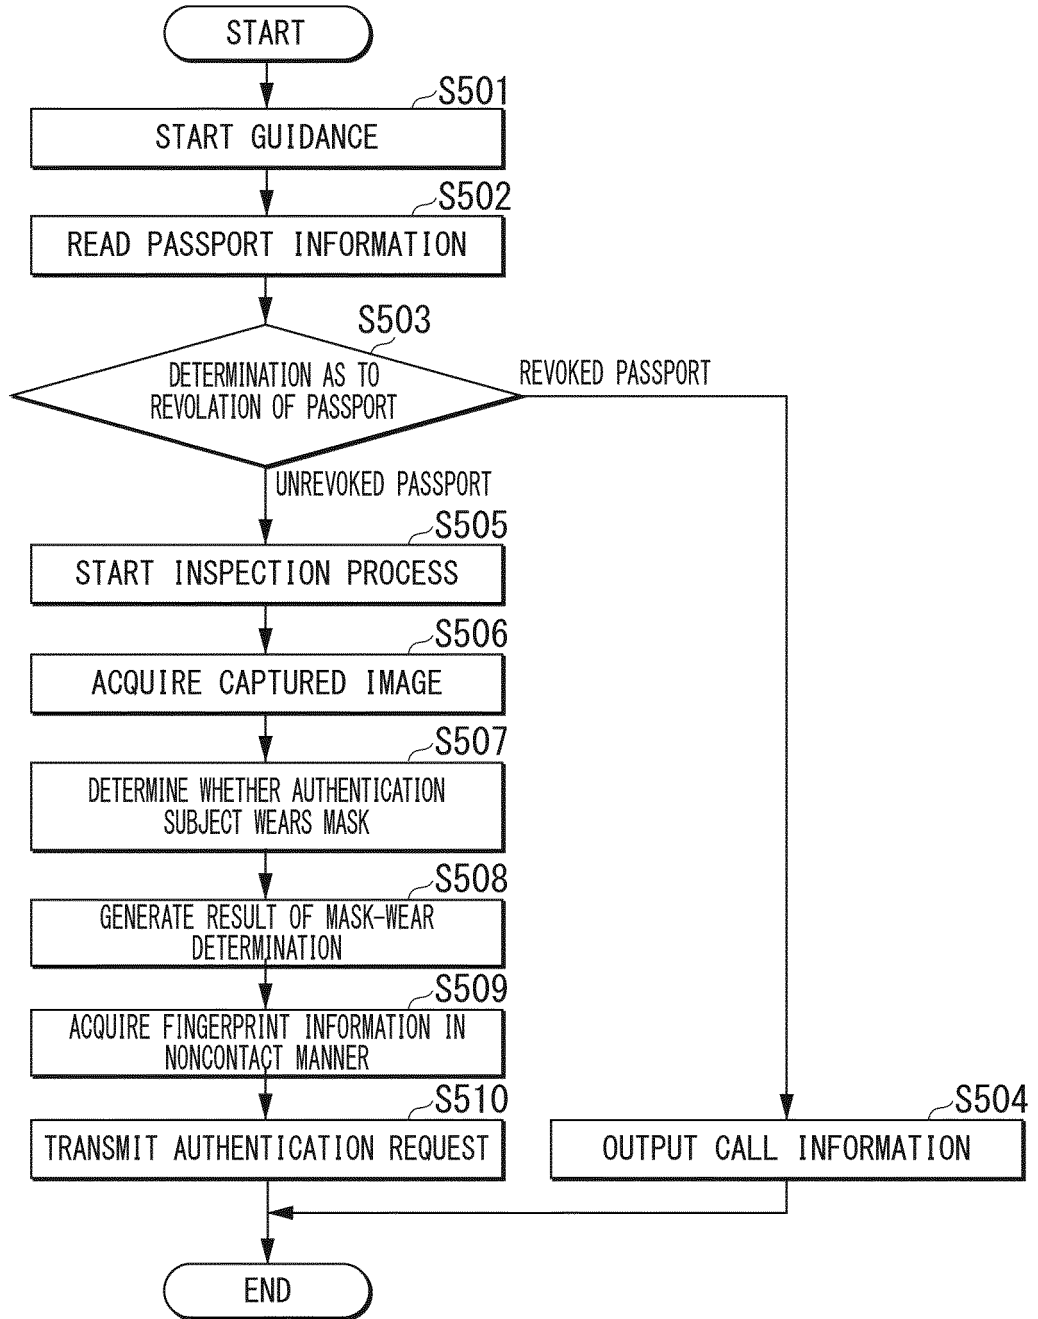 START
S501
START GUIDANCE
S502
READ PASSPORT INFORMATION
S503
DETERMINATION AS TO
REVOLATION OF PASSPORT
REVOKED PASSPORT
UNREVOKED PASSPORT
S505
START INSPECTION PROCESS
S506
ACQUIRE CAPTURED IMAGE
S507
DETERMINE WHETHER AUTHENTICATION
SUBJECT WEARS MASK
S508
GENERATE RESULT OF MASK-WEAR
DETERMINATION
S509
ACQUIRE FINGERPRINT INFORMATION IN
NONCONTACT MANNER
S510
TRANSMIT AUTHENTICATION REQUEST
S504
OUTPUT CALL INFORMATION
END